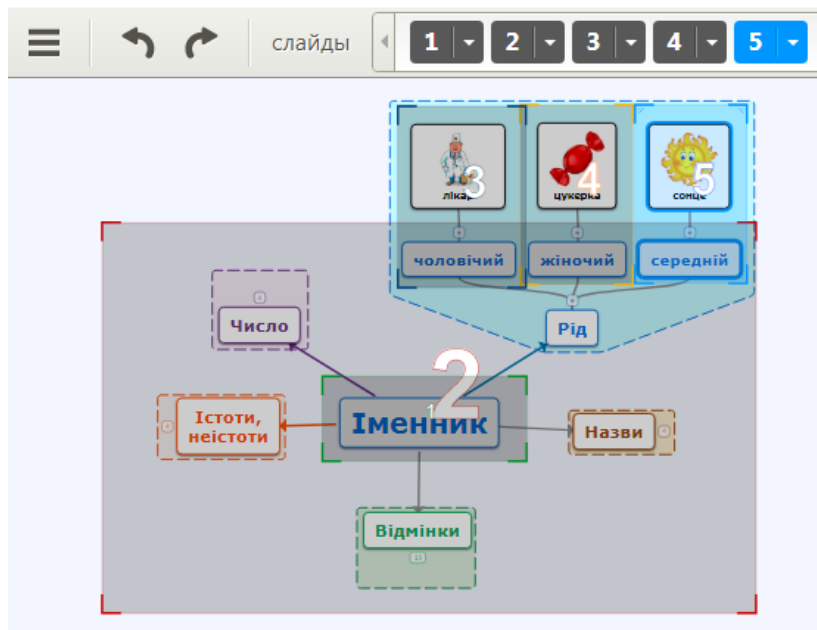 слайды
1
2
3
4
5
3
4
5
лікар
цукерка
сонце
чоловічий
жіночий
середній
Число
Рід
2
1
Істоти,
неістоти
Іменник
Назви
Відмінки